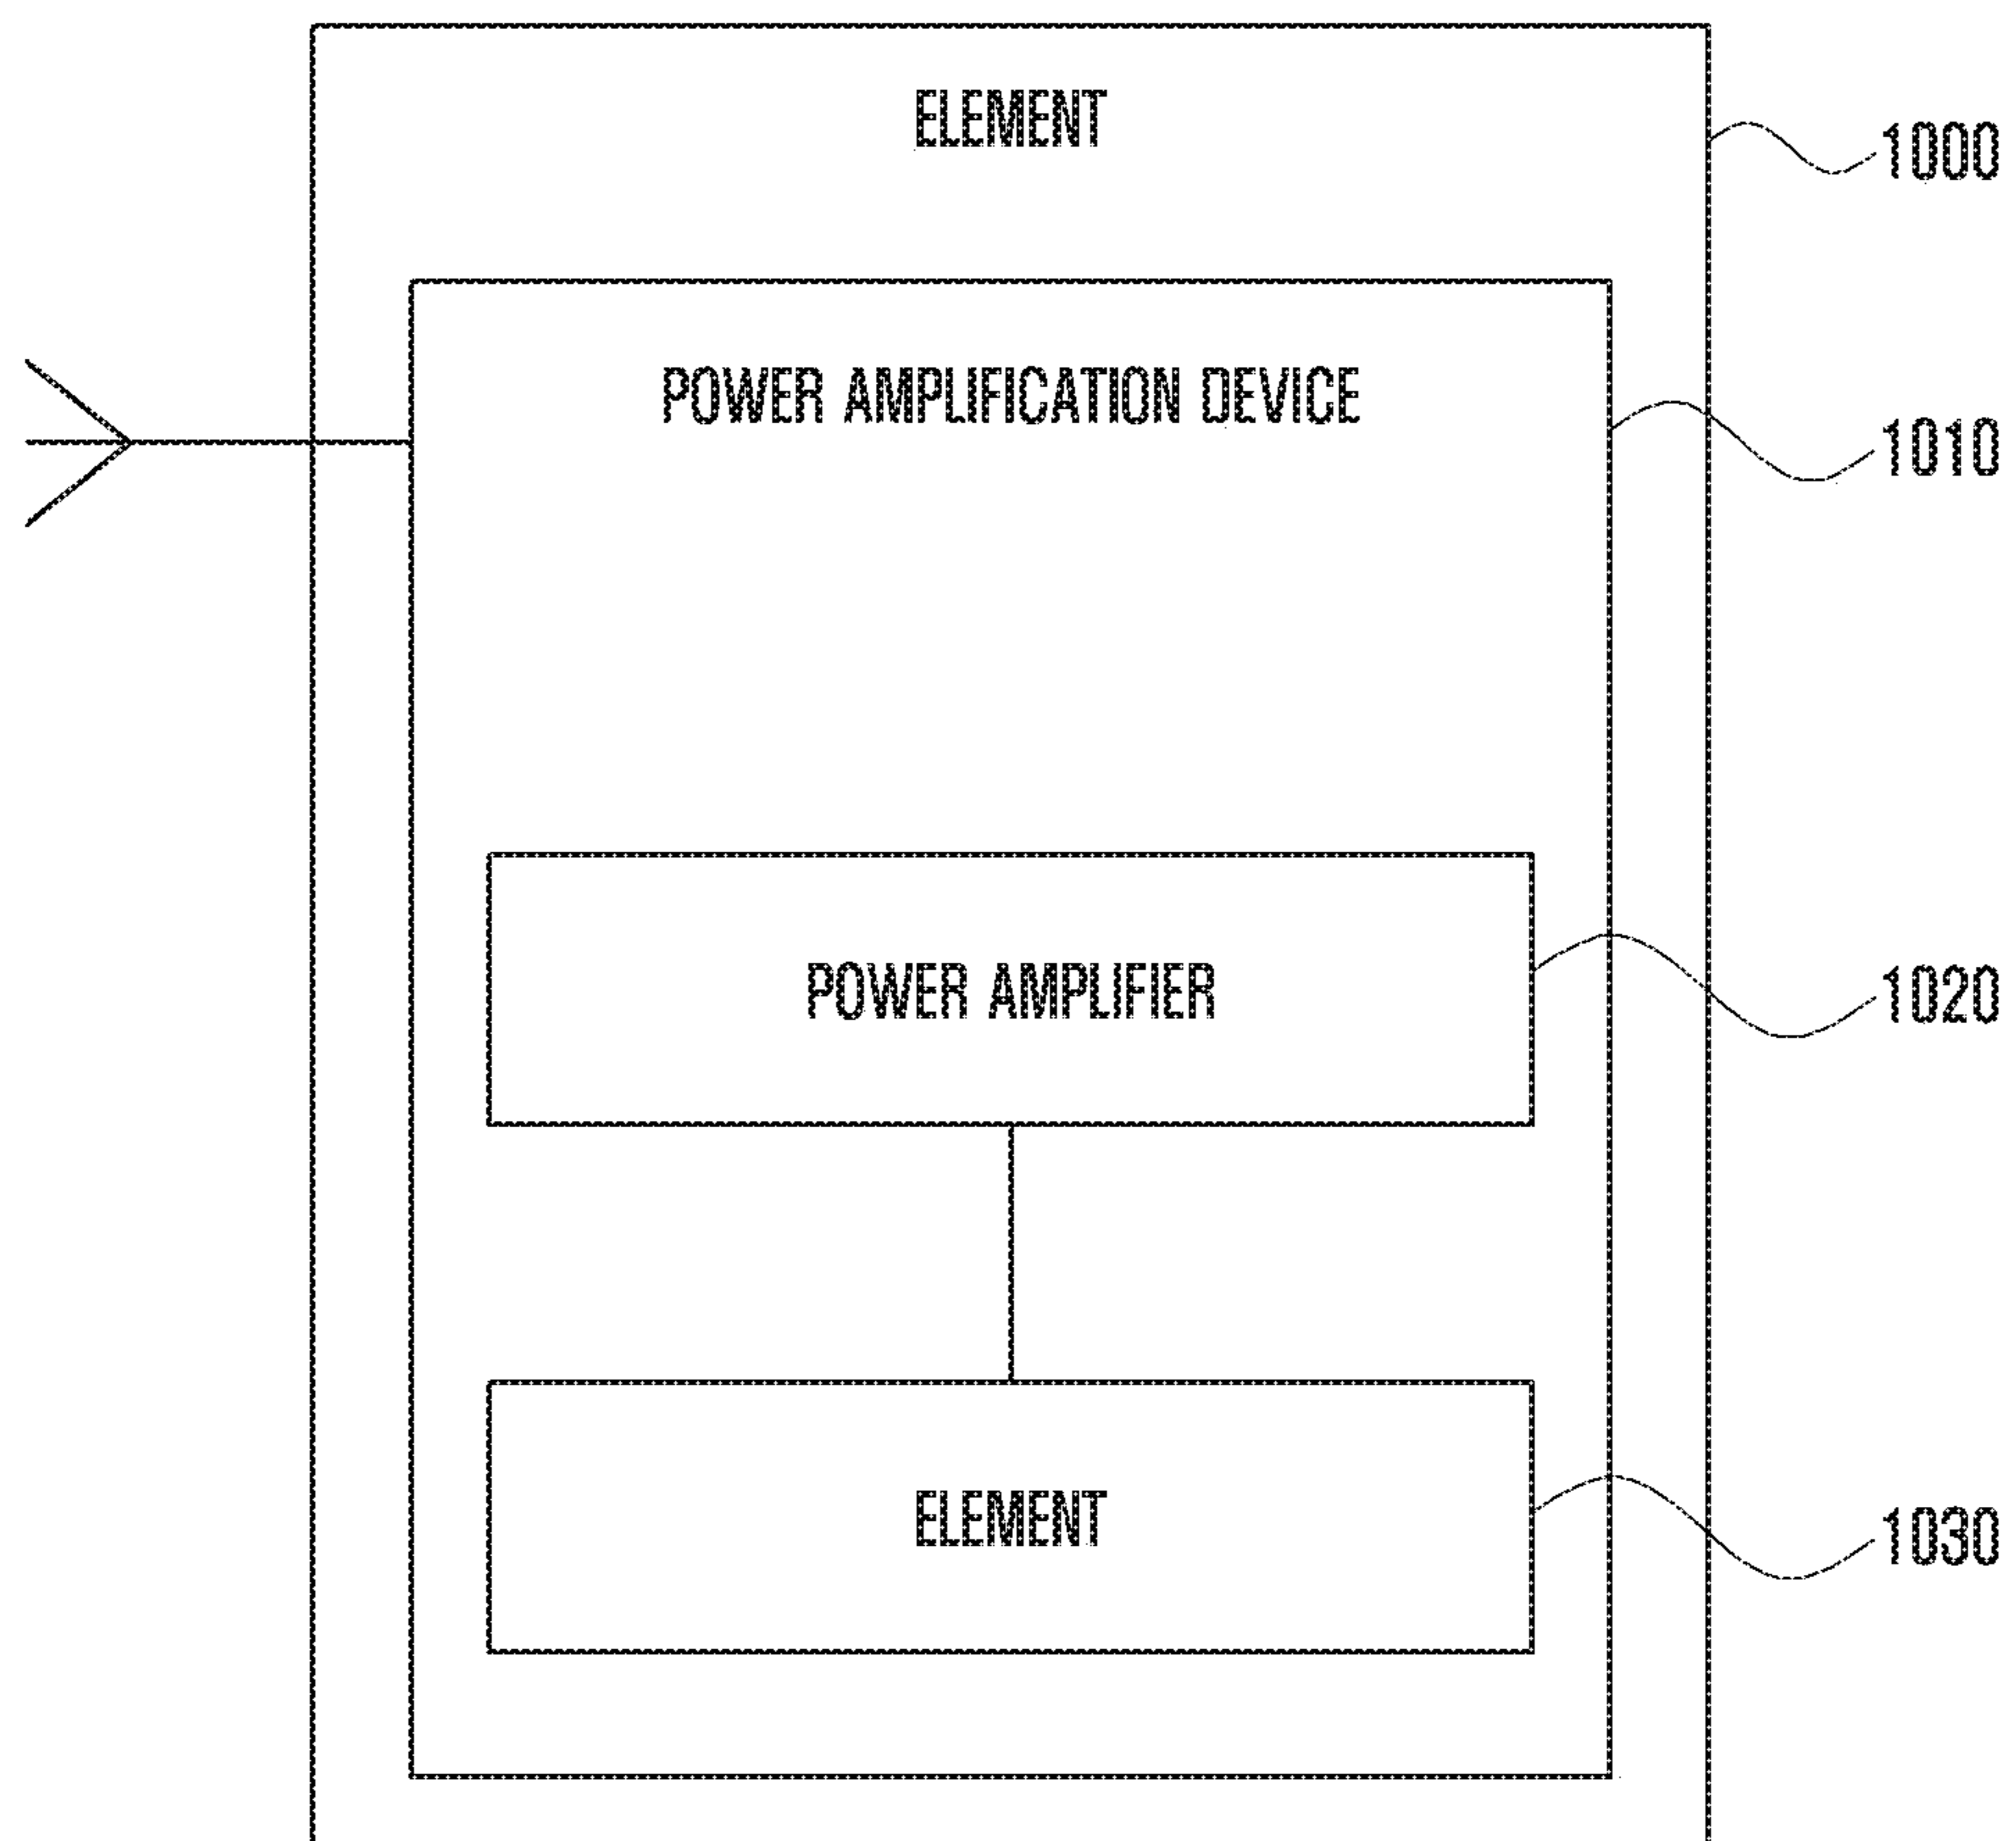 ELEMENT
1000
POWER AMPLIFICATION DEVICE
1010
POWER AMPLIFIER
1020
ELEMENT
1030